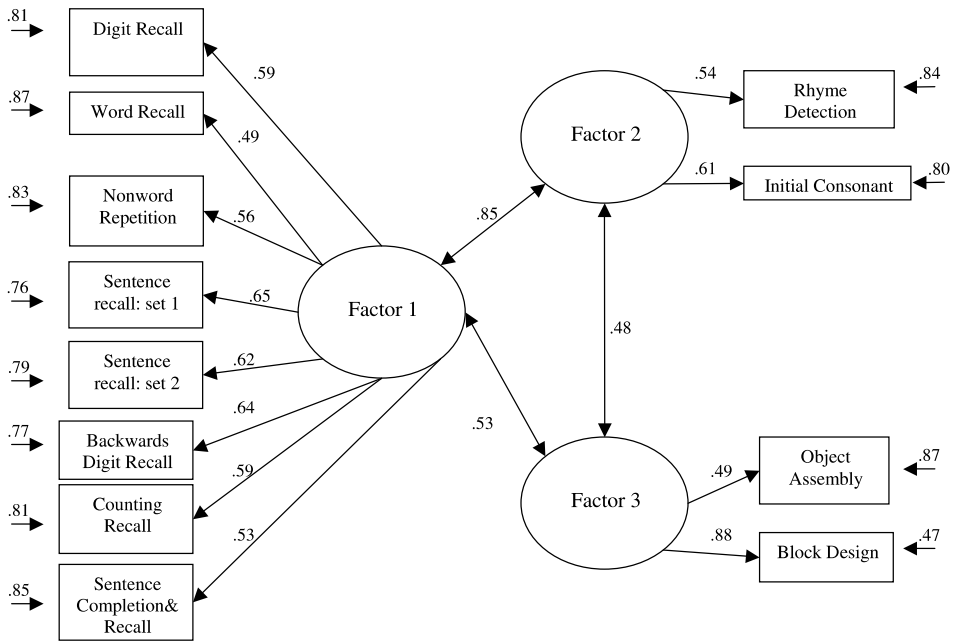 .81
Digit Recall
.59
.87
Word Recall
.49
.83
Nonword
Repetition
.56
.76
Sentence
recall: set 1
.65
.79
Sentence
recall: set 2
.62
.77
Backwards
Digit Recall
.64
.81
Counting
Recall
.59
.85
Sentence
Completion&
Recall
.53
Factor 1
.85
.53
Factor 2
.48
Factor 3
.54
Rhyme
Detection
.84
.61
Initial Consonant
.80
.49
Object
Assembly
.87
.88
Block Design
.47